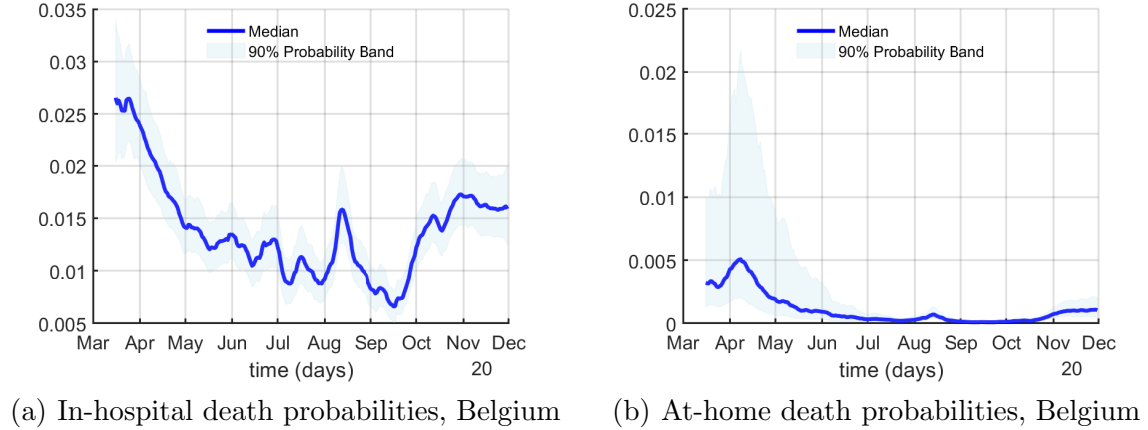 0.035
0.03
0.025
0.02
0.015
0.01
0.005
Median
90% Probability Band
Mar Apr May Jun Jul Aug Sep Oct Nov Dec
time (days)
20
(a) In-hospital death probabilities, Belgium
0.025
0.02
0.015
0.01
0.005
0
Median
90% Probability Band
Mar Apr May Jun Jul Aug Sep Oct Nov Dec
time (days)
20
(b) At-home death probabilities, Belgium